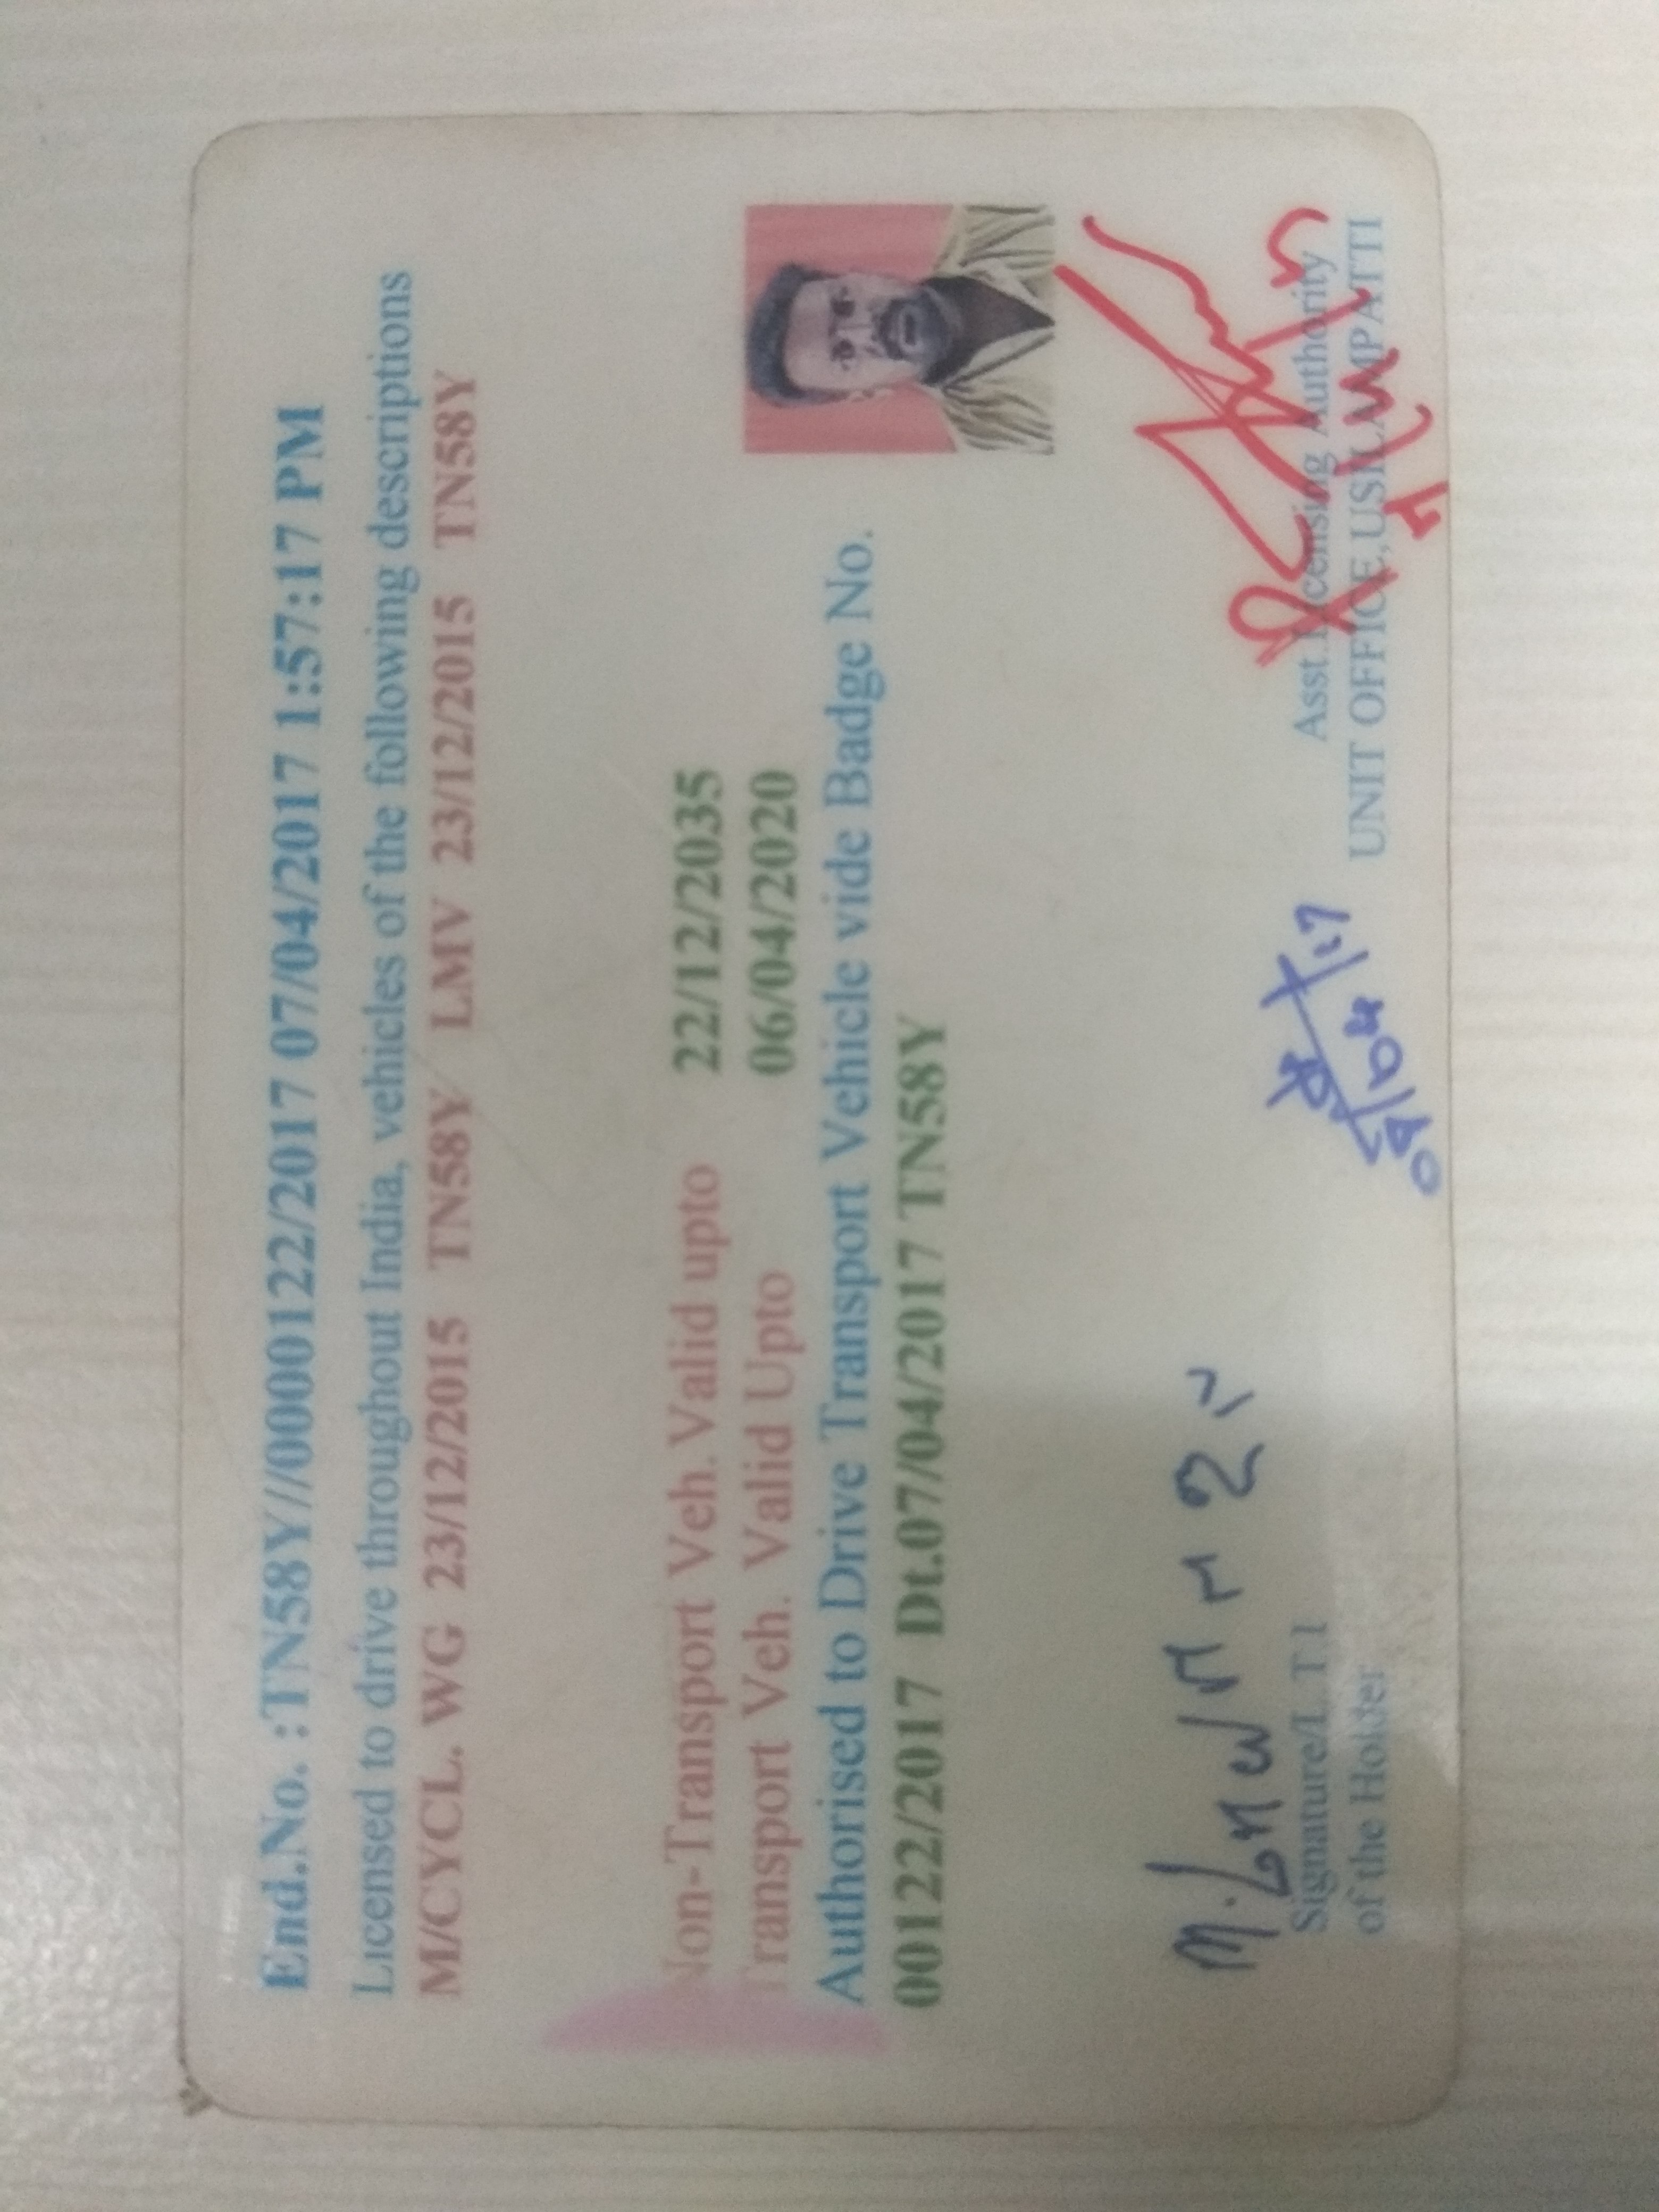 End.No. :TN58Y//0000122/2017 07/04/2017 1:57:17 PM
Licensed to drive throughout India, vehicles of the following descriptions
M/CYCL. WG 23/12/2015 TN58Y LMV 23/12/2015 TN58Y
Non-Transport Veh. Valid upto 22/12/2035
Transport Veh. Valid Upto 06/04/2020
Authorised to Drive Transport Vehicle vide Badge No.
00122/2017 Dt.07/04/2017 TN58Y
Signature/L T I
of the Holder
Asst.Licensing Authority
UNIT OFFICE,USILAMPATTI